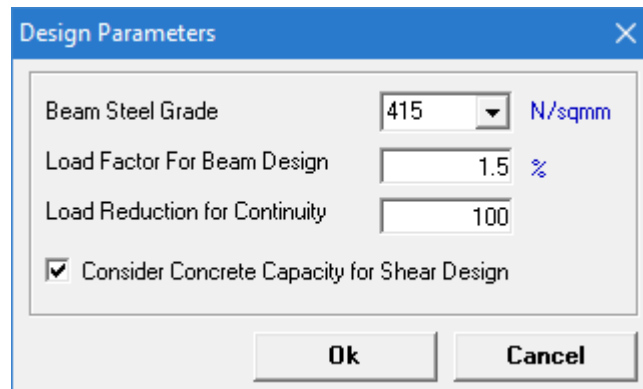 Design Parameters
Beam Steel Grade 415 N/sqmm
Load Factor For Beam Design 1.5 %
Load Reduction for Continuity 100
Consider Concrete Capacity for Shear Design
Ok Cancel